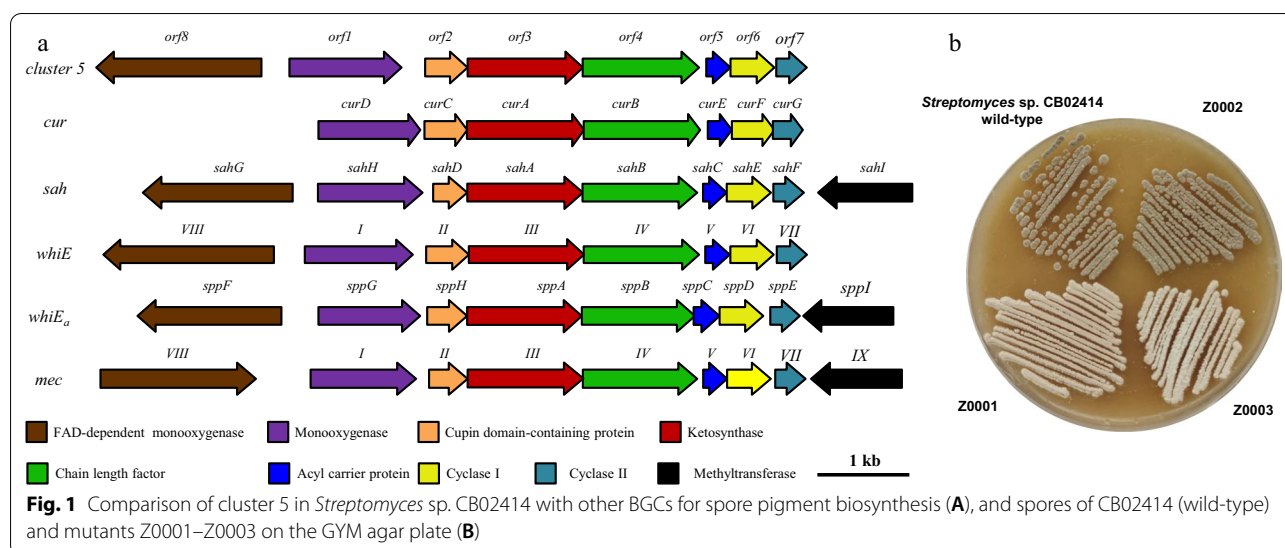 a
b
orf8 orf1 orf2 orf3 orf4 orf5 orf6 orf7
cluster 5
curD curC curA curB curE curF curG
cur
sahG sahH sahD sahA sahB sahC sahE sahF sahI
sah
VIII I II III IV V VI VII
whiE
sppF sppG sppH sppA sppB sppC sppD sppE sppI
whiEa
VIII I II III IV V VI VII IX
mec
FAD-dependent monooxygenase Monooxygenase Cupin domain-containing protein Ketosynthase
Chain length factor Acyl carrier protein Cyclase I Cyclase II Methyltransferase 1 kb
Streptomyces sp. CB02414
wild-type
Z0002
Z0001
Z0003
Fig. 1 Comparison of cluster 5 in Streptomyces sp. CB02414 with other BGCs for spore pigment biosynthesis (A), and spores of CB02414 (wild-type)
and mutants Z0001–Z0003 on the GYM agar plate (B)